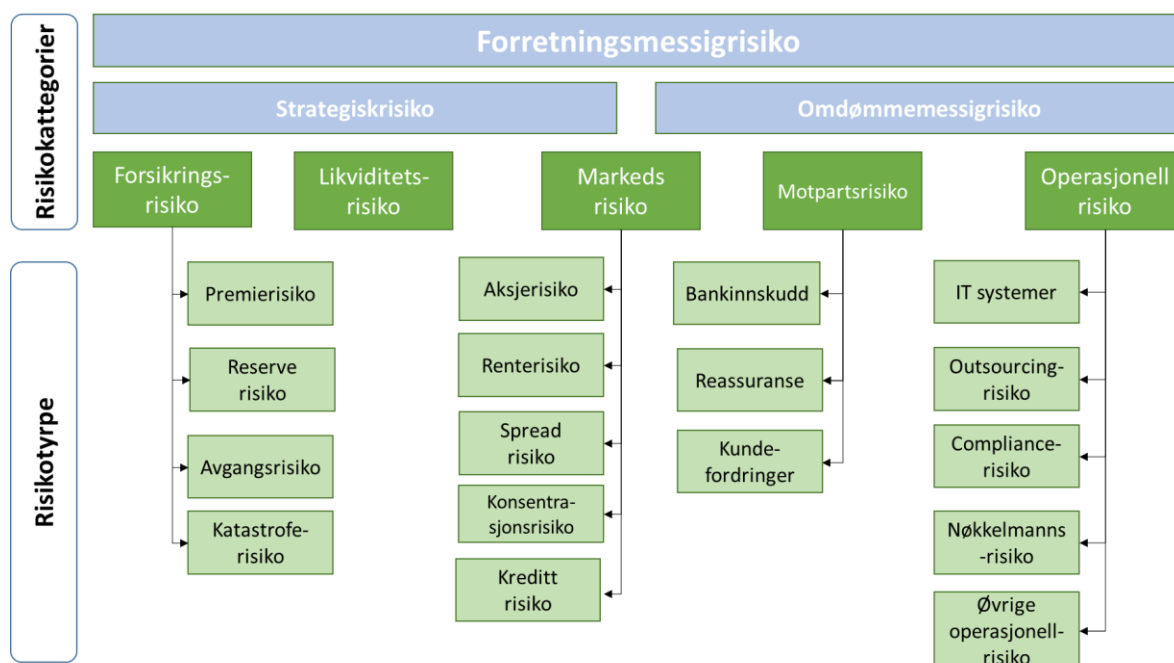 Risikokattegorier
Forretningsmessigrisiko
Strategiskrisiko
Omdømmemessigrisiko
Forsikrings-
risiko
Likviditets-
risiko
Markeds
risiko
Motpartsrisiko
Operasjonell
risiko
Risikotyrpe
Premierisiko
Reserve
risiko
Avgangsrisiko
Katastrofe-
risiko
Aksjerisiko
Renterisiko
Spread
risiko
Konsentra-
sjonsrisiko
Kreditt
risiko
Bankinnskudd
Reassuranse
Kunde-
fordringer
IT systemer
Outsourcing-
risiko
Compliance-
risiko
Nøkkelmanns
-risiko
Øvrige
operasjonell-
risiko